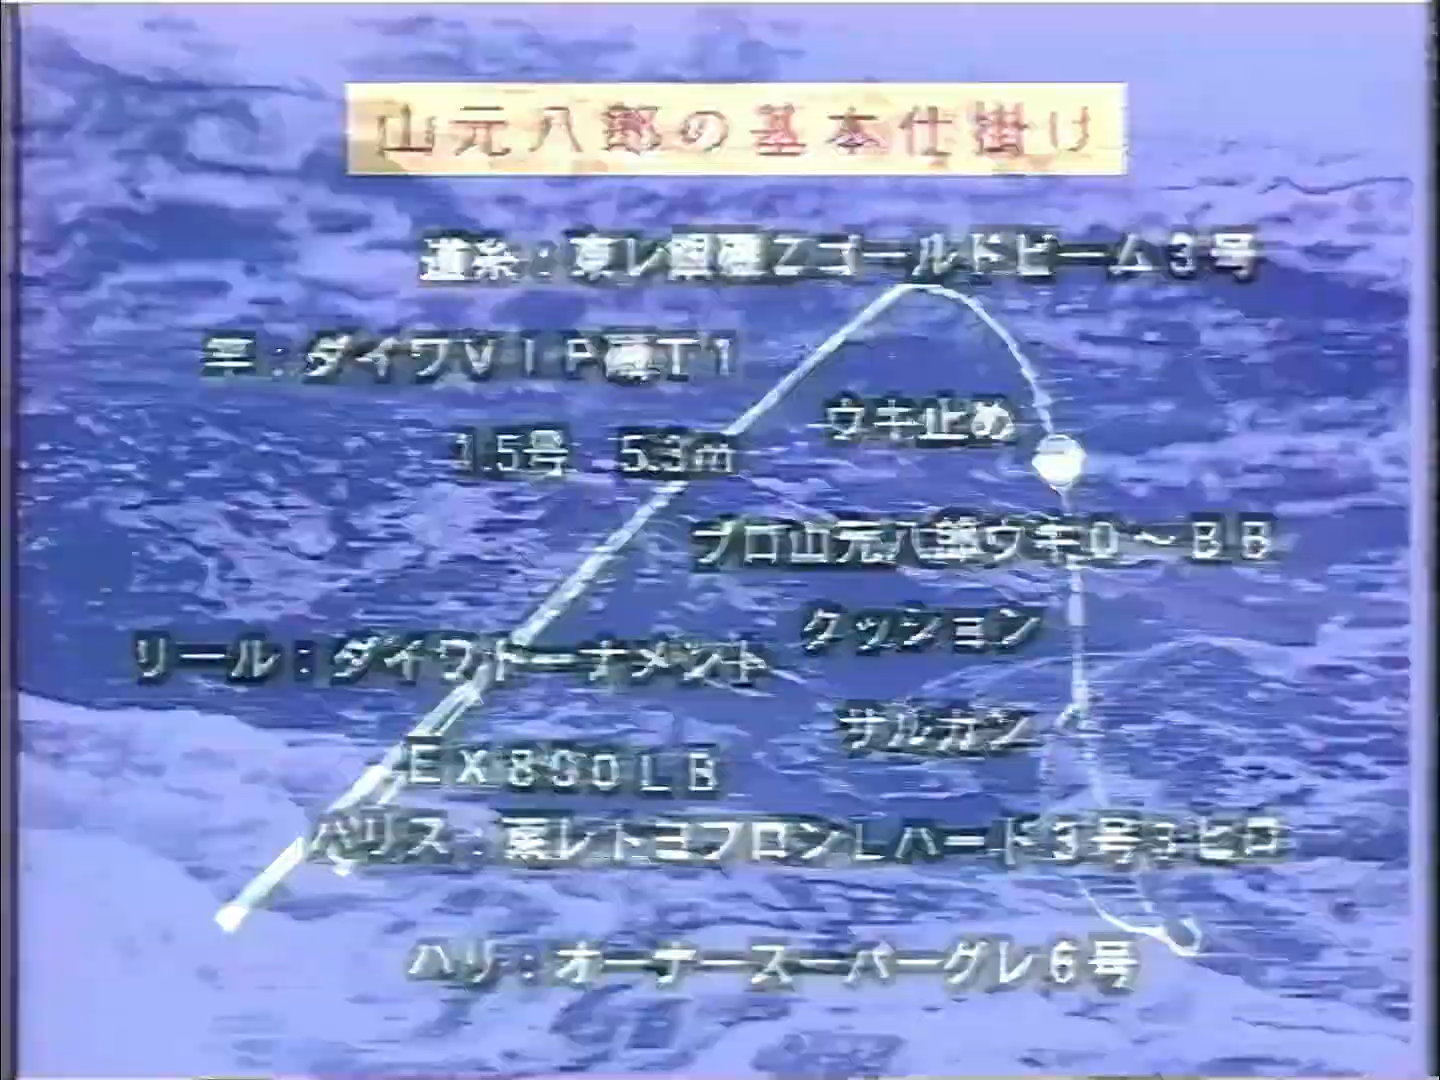 山元八郎の基本仕掛け
道糸：東レ銀鱗Zゴールドビーム3号
竿：ダイワVIP磯T1
1.5号 5.3m
ウキ止め
プロ山元八郎ウキ0～BB
クッション
リール：ダイワトーナメント
サルカン
LB
ハリス：東レトヨフロンLハード3号3ヒロ
ハリ：オーナースーパーグレ6号